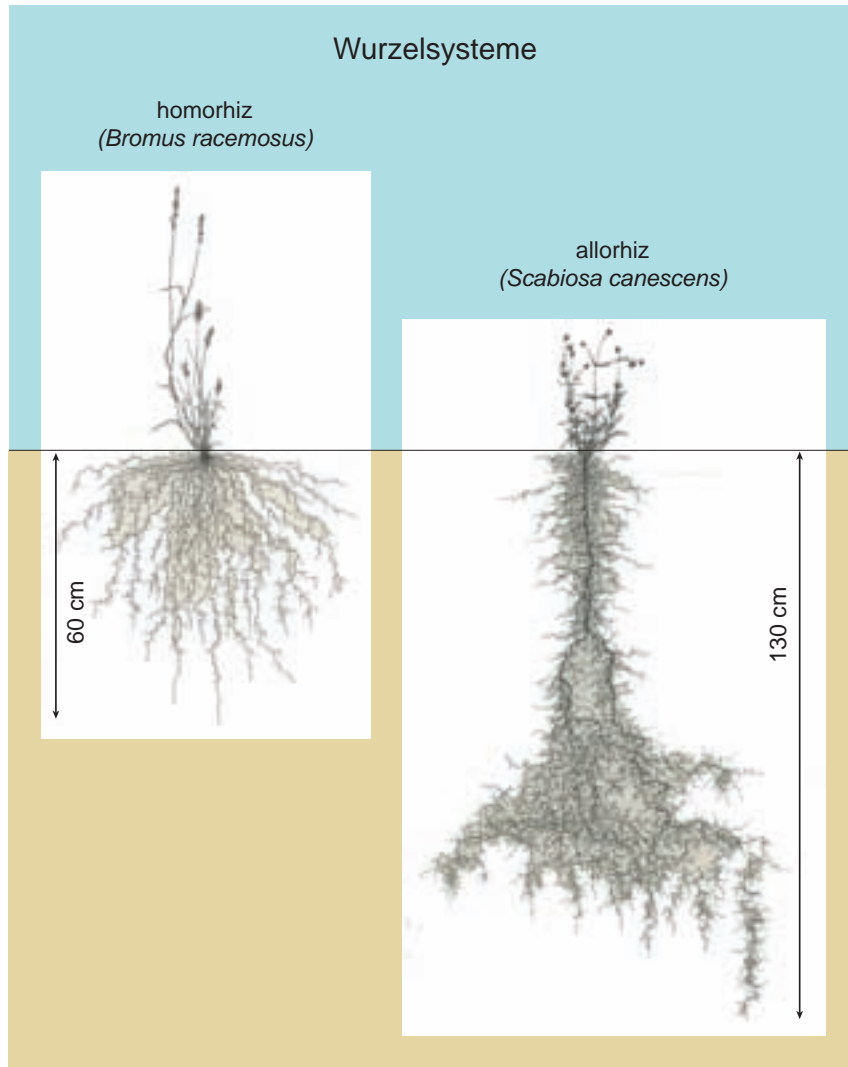 Wurzelsysteme
homorhiz
(Bromus racemosus)
allorhiz
(Scabiosa canescens)
60 cm
130 cm